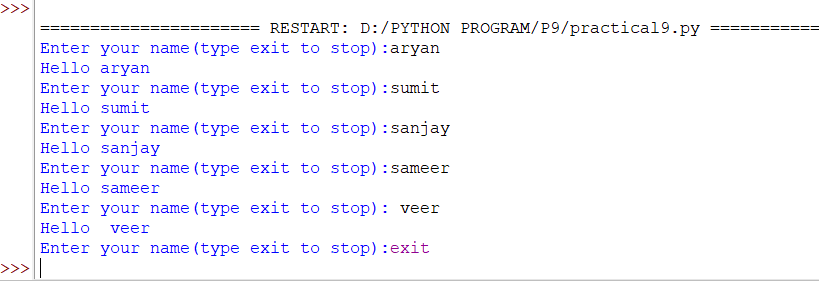 >>>
====================== RESTART: D:/PYTHON PROGRAM/P9/practical9.py ===========
Enter your name(type exit to stop):aryan
Hello aryan
Enter your name(type exit to stop):sumit
Hello sumit
Enter your name(type exit to stop):sanjay
Hello sanjay
Enter your name(type exit to stop):sameer
Hello sameer
Enter your name(type exit to stop): veer
Hello  veer
Enter your name(type exit to stop):exit
>>>